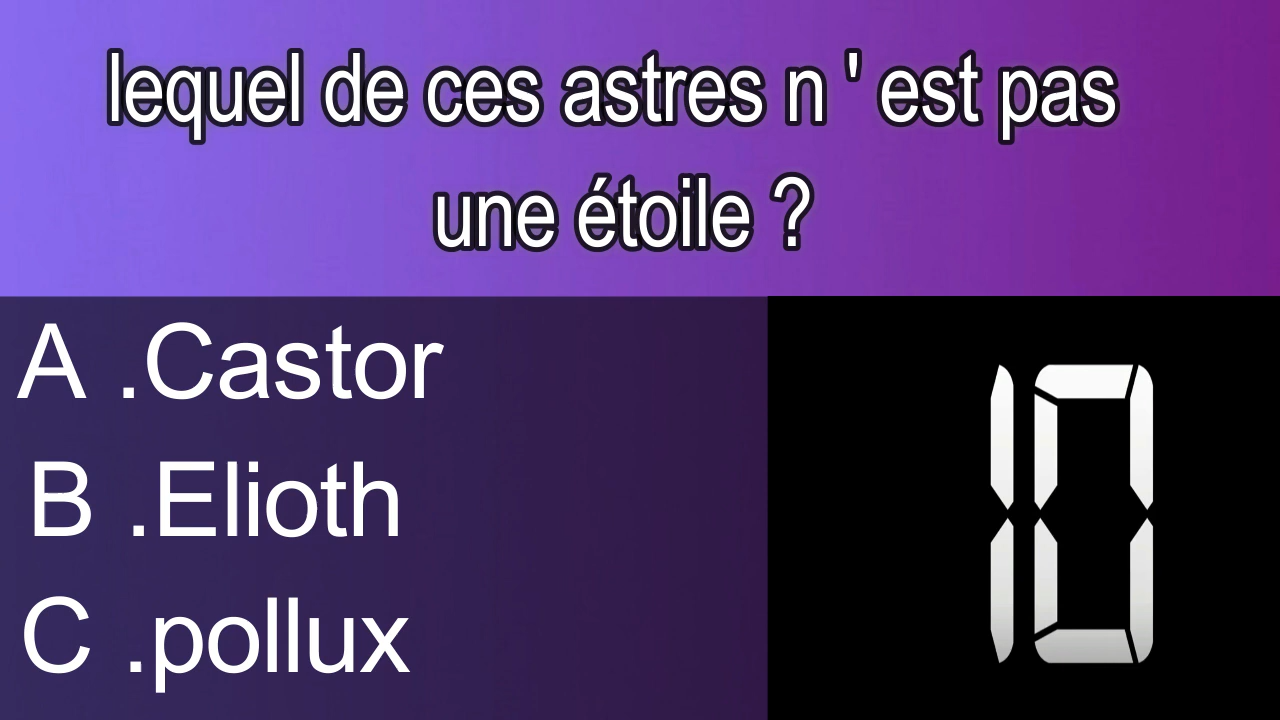 lequel de ces astres n ' est pas
une étoile ?
A .Castor
B .Elioth
C .pollux
10